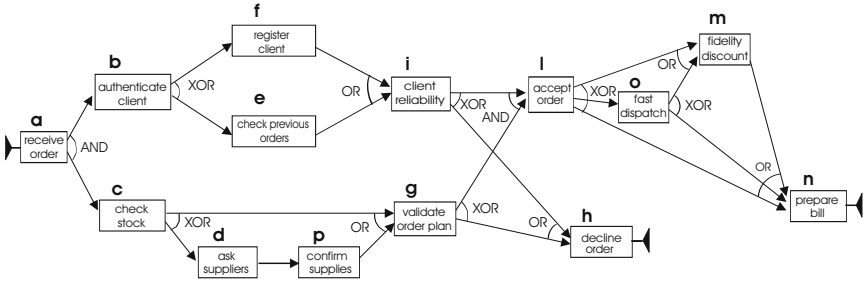 a
receive
order
AND
b
authenticate
client
XOR
f
register
client
e
check previous
orders
OR
i
client
reliability
XOR
AND
c
check
stock
XOR
d
ask
suppliers
p
confirm
supplies
OR
g
validate
order plan
XOR
OR
h
decline
order
l
accept
order
XOR
o
fast
dispatch
XOR
OR
m
fidelity
discount
OR
n
prepare
bill